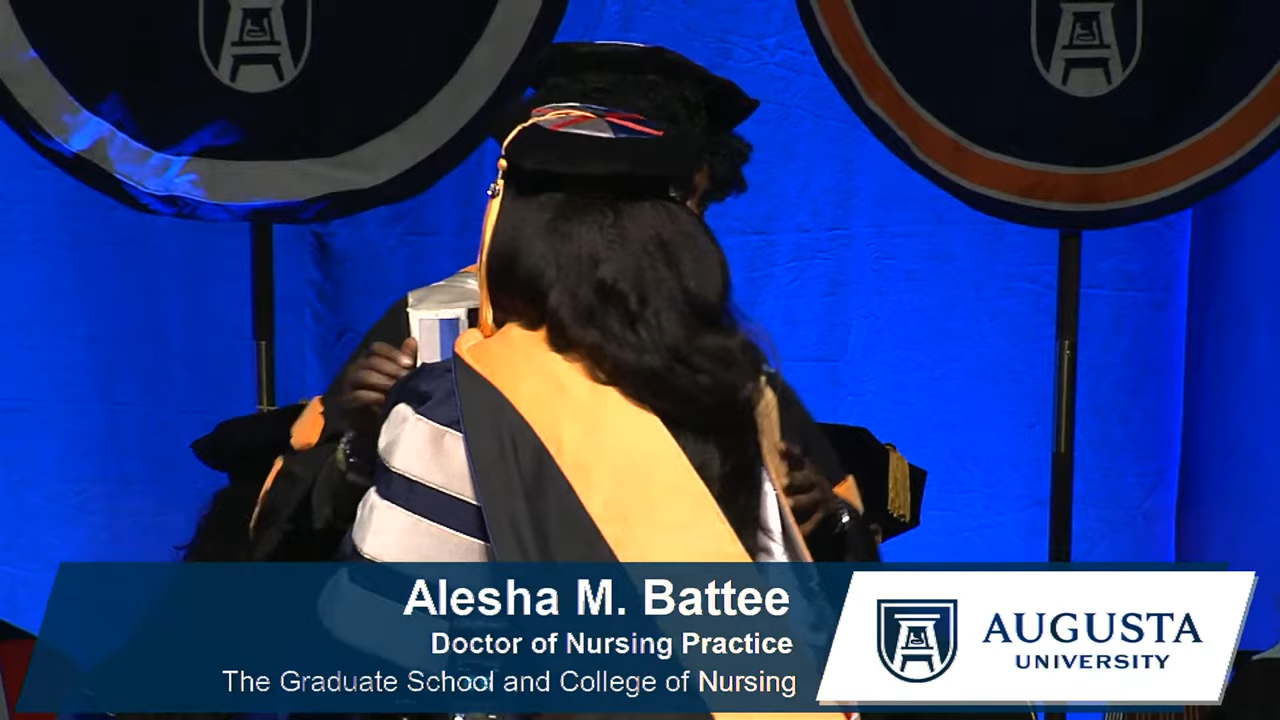 Alesha M. Battee
Doctor of Nursing Practice
The Graduate School and College of Nursing
AUGUSTA
UNIVERSITY